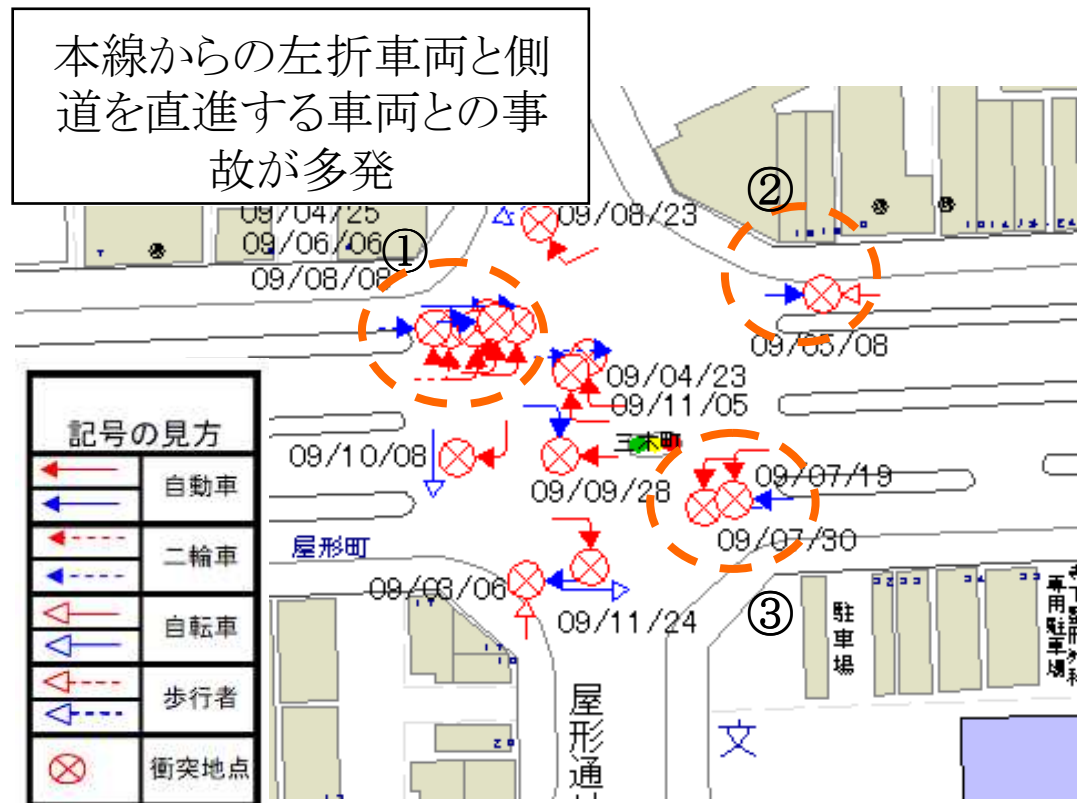 本線からの左折車両と側
道を直進する車両との事
故が多発
②
09/04/25
09/08/23
09/06/06
①
09/08/08
09/05/08
09/04/23
09/11/05
三木町
09/10/08
09/09/28
09/07/19
09/07/30
屋形町
09/03/06
09/11/24
③
駐車場
専用駐車場
屋形通
文
記号の見方
自動車
二輪車
自転車
歩行者
衝突地点